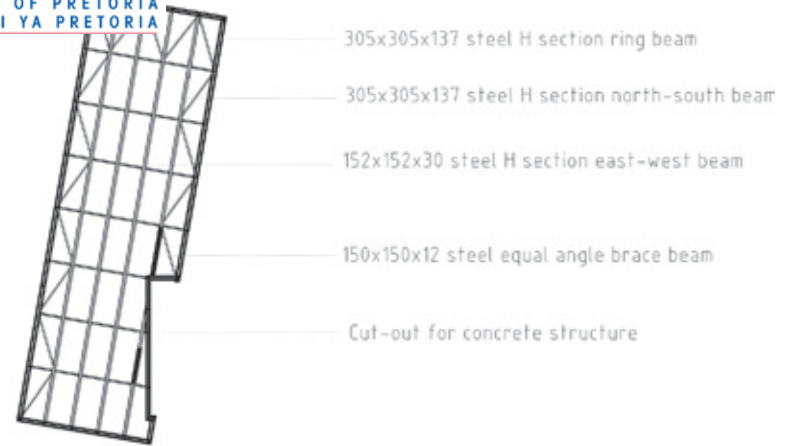 OF PRETORIA
I YA PRETORIA
305x305x137 steel H section ring beam
305x305x137 steel H section north-south beam
152x152x30 steel H section east-west beam
150x150x12 steel equal angle brace beam
Cut-out for concrete structure